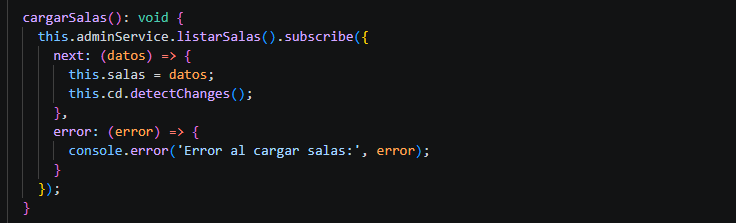 cargarSalas(): void {
  this.adminService.listarSalas().subscribe({
    next: (datos) => {
      this.salas = datos;
      this.cd.detectChanges();
    },
    error: (error) => {
      console.error('Error al cargar salas:', error);
    }
  });
}